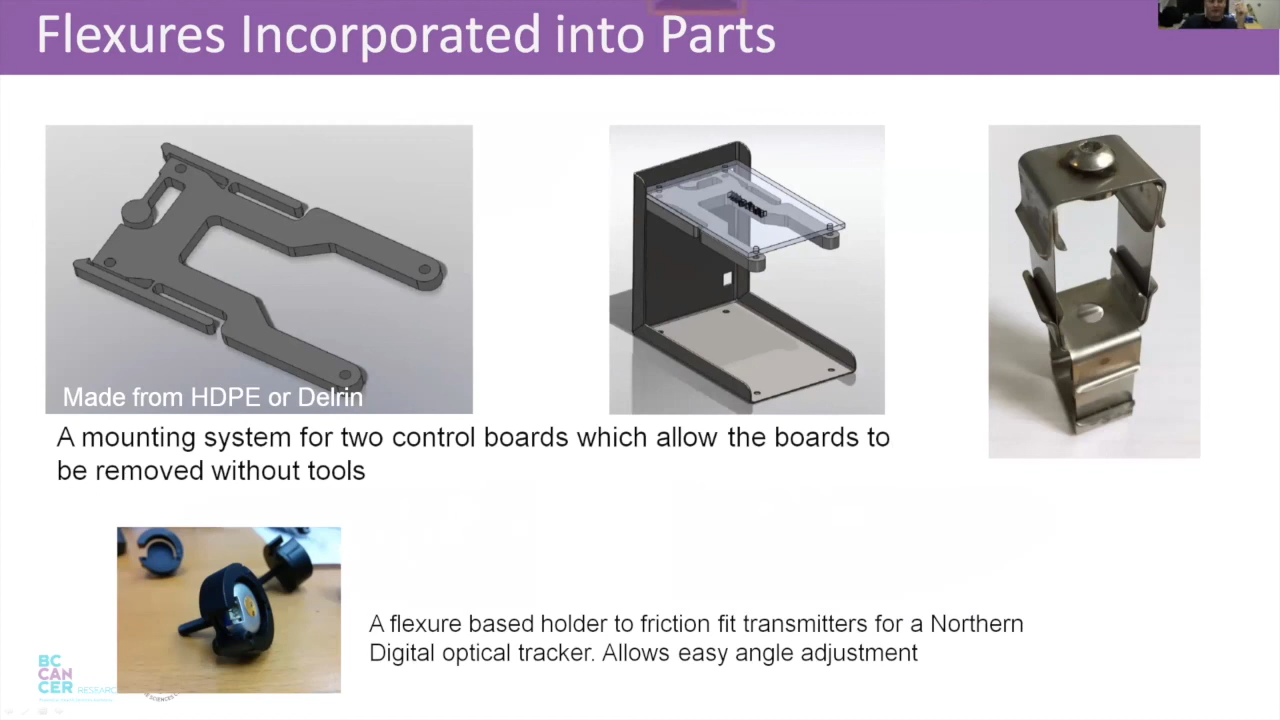 Flexures Incorporated into Parts
Made from HDPE or Delrin
A mounting system for two control boards which allow the boards to
be removed without tools
A flexure based holder to friction fit transmitters for a Northern
Digital optical tracker. Allows easy angle adjustment
BC
CAN
CER RESEARC